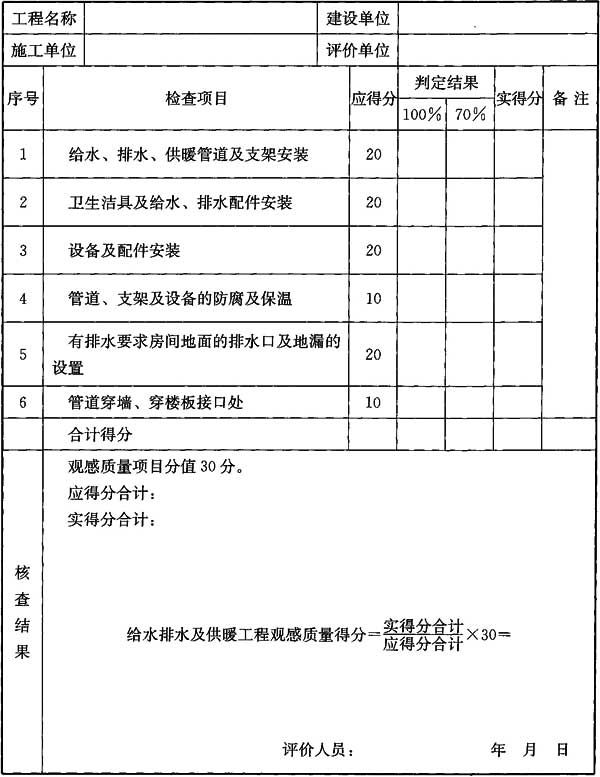 工程名称 建设单位
施工单位 评价单位
序号 检查项目 应得分 判定结果 实得分 备注
100% 70%
1 给水、排水、供暖管道及支架安装 20
2 卫生洁具及给水、排水配件安装 20
3 设备及配件安装 20
4 管道、支架及设备的防腐及保温 10
5 有排水要求房间地面的排水口及地漏的
设置 20
6 管道穿墙、穿楼板接口处 10
合计得分
核查结果
观感质量项目分值30分。
应得分合计：
实得分合计：
给水排水及供暖工程观感质量得分=实得分合计/应得分合计×30=
评价人员： 年 月 日